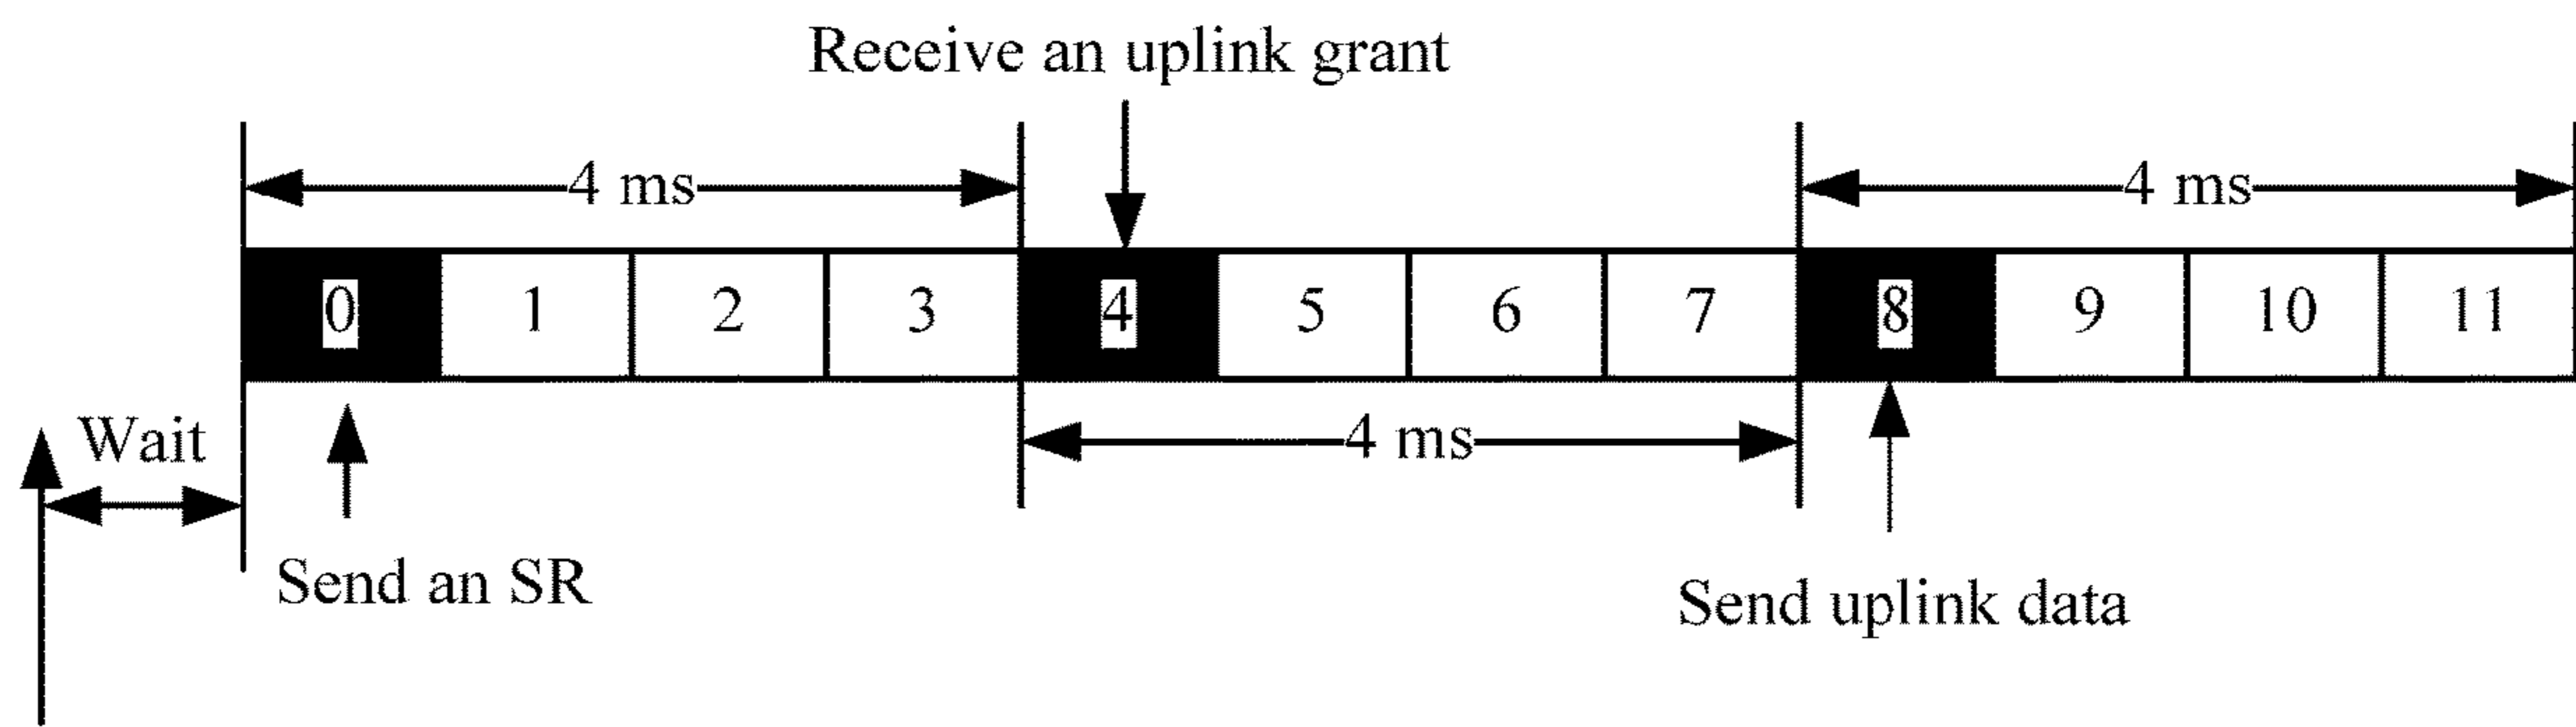 Receive an uplink grant
4 ms
4 ms
0 1 2 3 4 5 6 7 8 9 10 11
Wait
4 ms
Send an SR
Send uplink data